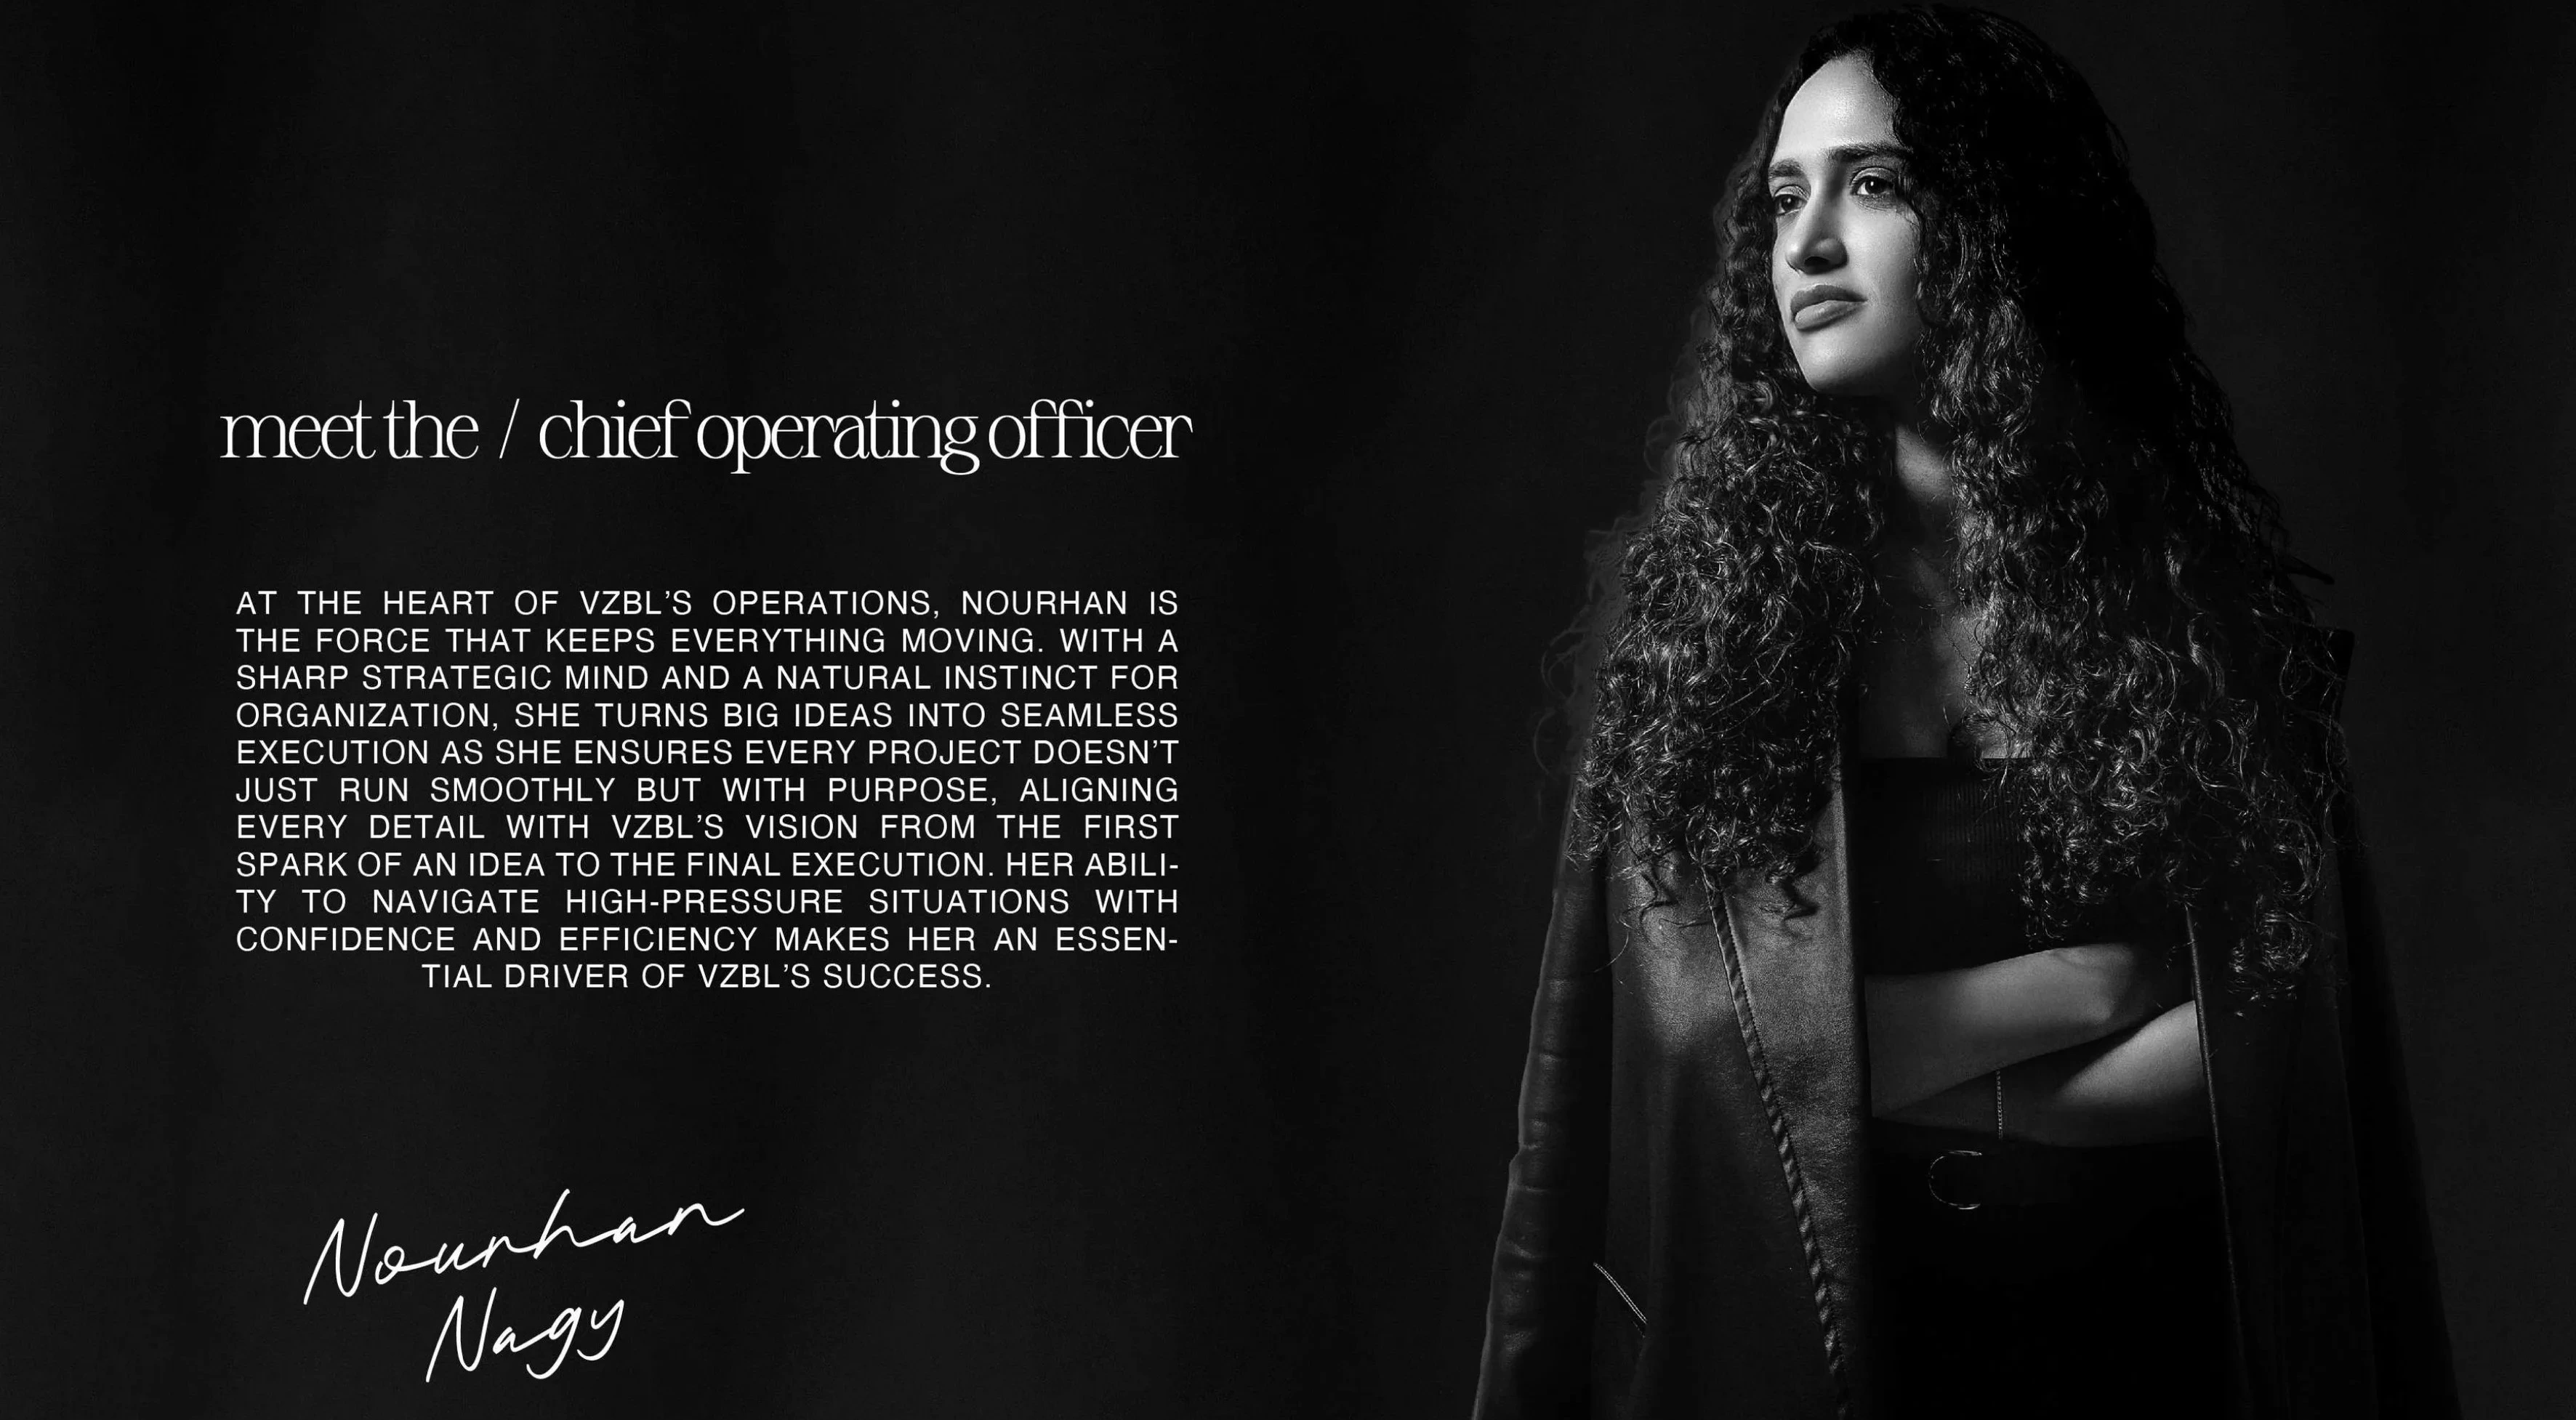 meet the / chief operating officer
AT THE HEART OF VZBL’S OPERATIONS, NOURHAN IS
THE FORCE THAT KEEPS EVERYTHING MOVING. WITH A
SHARP STRATEGIC MIND AND A NATURAL INSTINCT FOR
ORGANIZATION, SHE TURNS BIG IDEAS INTO SEAMLESS
EXECUTION AS SHE ENSURES EVERY PROJECT DOESN’T
JUST RUN SMOOTHLY BUT WITH PURPOSE, ALIGNING
EVERY DETAIL WITH VZBL’S VISION FROM THE FIRST
SPARK OF AN IDEA TO THE FINAL EXECUTION. HER ABILI-
TY TO NAVIGATE HIGH-PRESSURE SITUATIONS WITH
CONFIDENCE AND EFFICIENCY MAKES HER AN ESSEN-
TIAL DRIVER OF VZBL’S SUCCESS.
Nourhan
Nagy